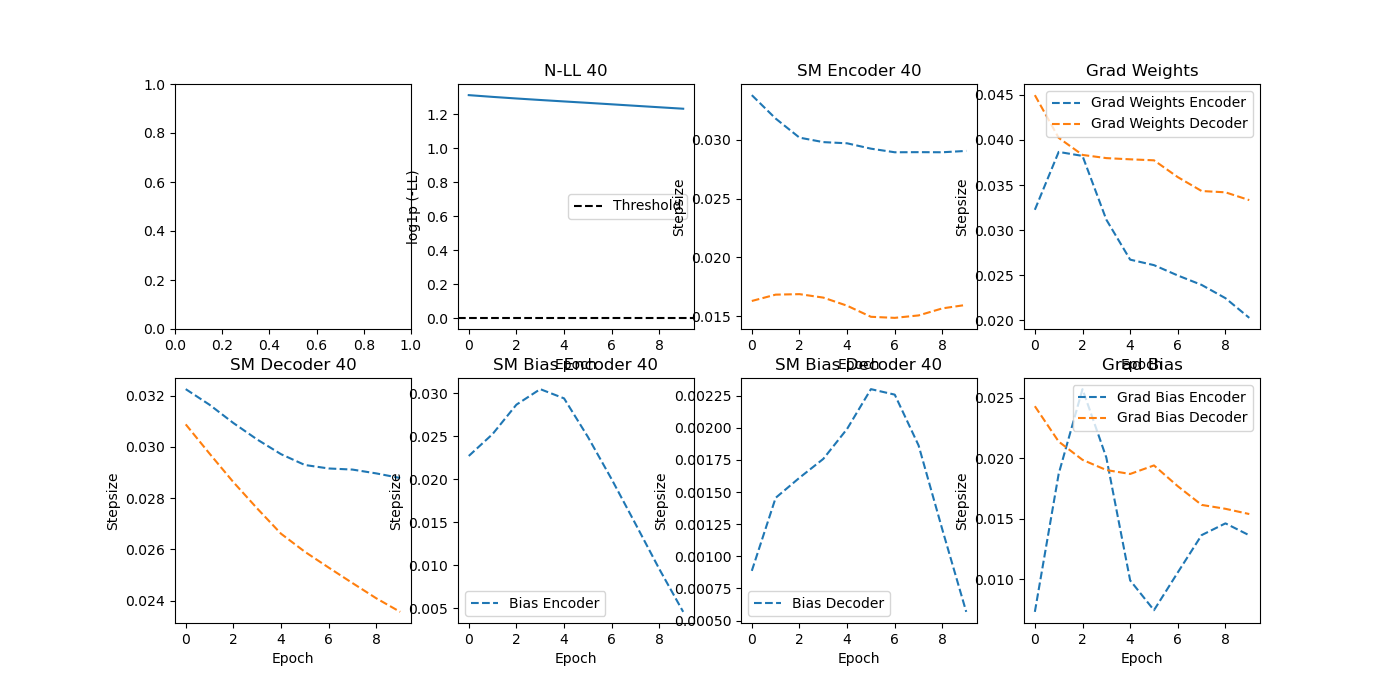 1.0
0.8
0.6
0.4
0.2
0.0
0.0 0.2 0.4 0.6 0.8 1.0
N-LL 40
log1p (-LL)
1.2
1.0
0.8
0.6
0.4
0.2
0.0
Threshold
0 2 4 6 8
Epoch
SM Encoder 40
Stepsize
0.030
0.025
0.020
0.015
0 2 4 6 8
Epoch
Grad Weights
Stepsize
0.045
0.040
0.035
0.030
0.025
0.020
Grad Weights Encoder
Grad Weights Decoder
0 2 4 6 8
Epoch
SM Decoder 40
Stepsize
0.032
0.030
0.028
0.026
0.024
0 2 4 6 8
Epoch
SM Bias Encoder 40
Stepsize
0.030
0.025
0.020
0.015
0.010
0.005
Bias Encoder
0 2 4 6 8
Epoch
SM Bias Decoder 40
Stepsize
0.00225
0.00200
0.00175
0.00150
0.00125
0.00100
0.00075
0.00050
Bias Decoder
0 2 4 6 8
Epoch
Grad Bias
Stepsize
0.025
0.020
0.015
0.010
Grad Bias Encoder
Grad Bias Decoder
0 2 4 6 8
Epoch